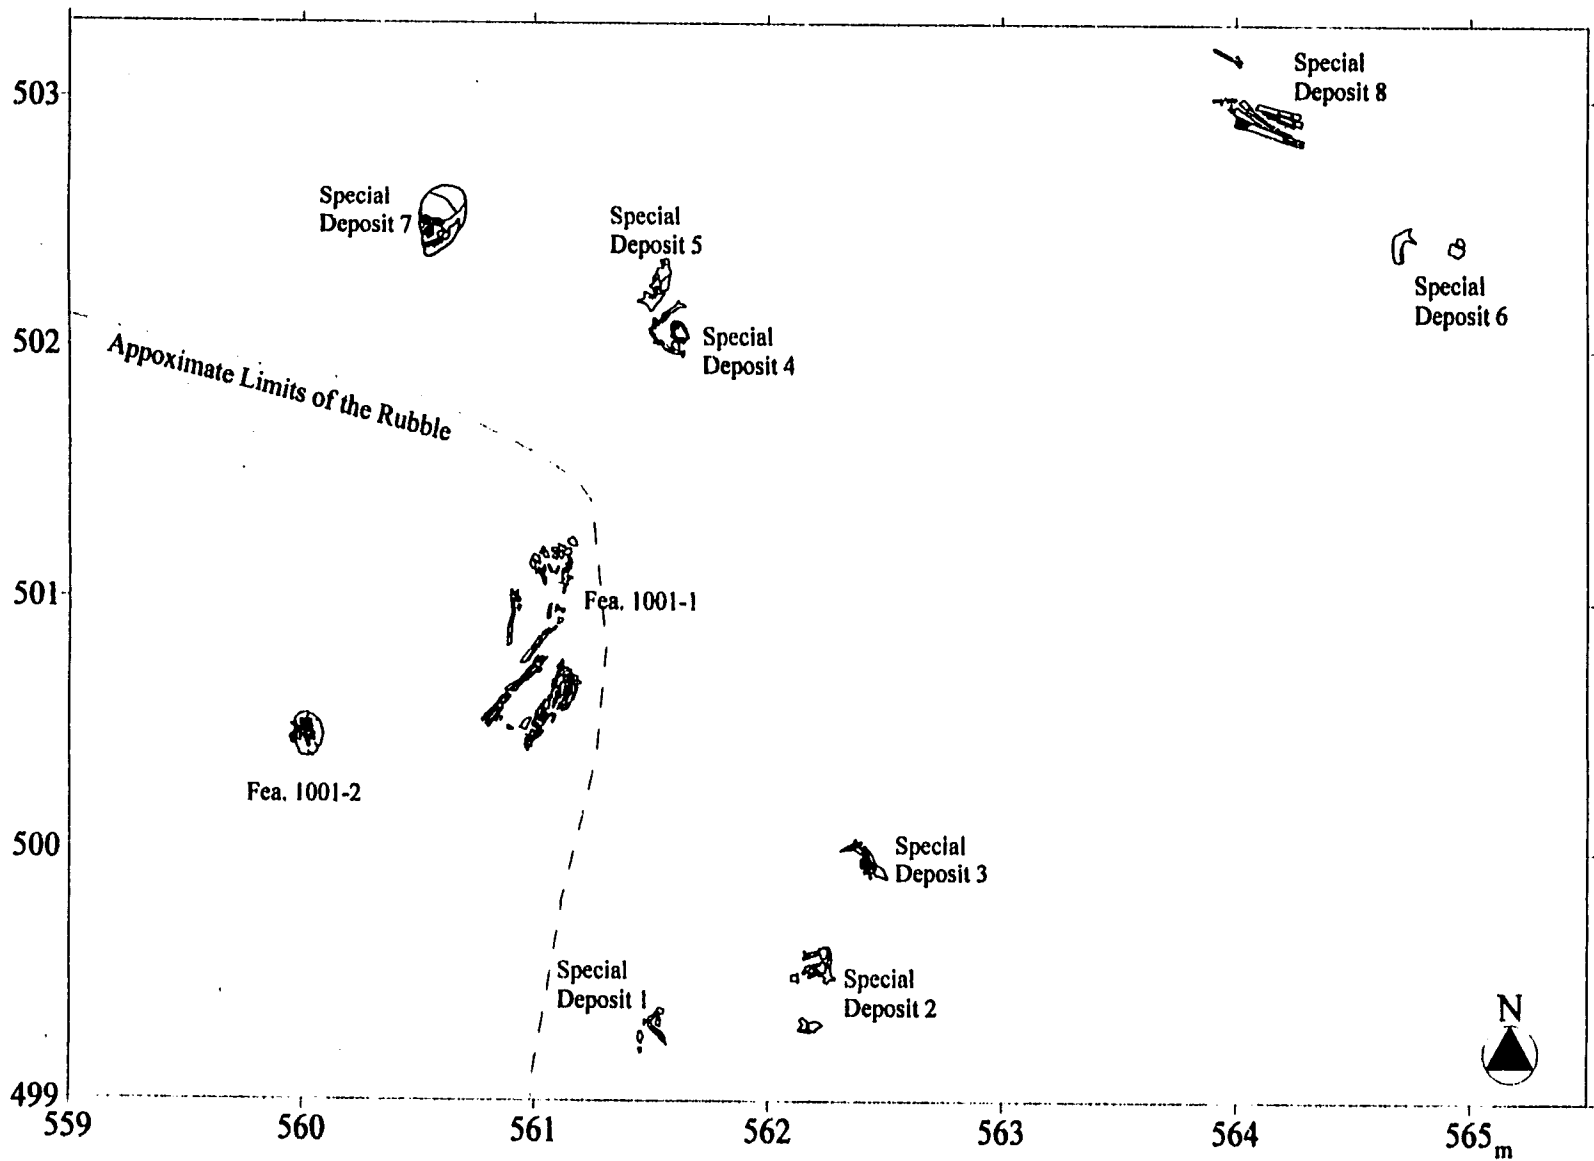 503
Special
Deposit 8
Special
Deposit 7
Special
Deposit 5
Special
Deposit 6
502
Special
Deposit 4
Appoximate Limits of the Rubble
501
Fea. 1001-1
Fea. 1001-2
500
Special
Deposit 3
Special
Deposit 1
Special
Deposit 2
N
499
559 560 561 562 563 564 565 m